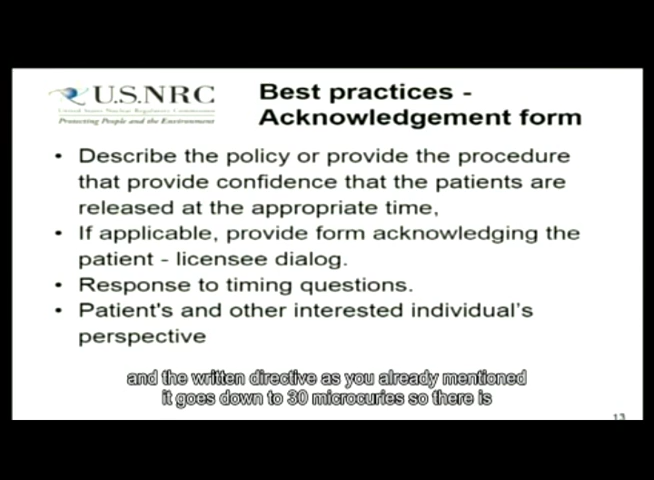 U.S.NRC
United States Nuclear Regulatory Commission
Protecting People and the Environment
Best practices -
Acknowledgement form
• Describe the policy or provide the procedure
that provide confidence that the patients are
released at the appropriate time,
• If applicable, provide form acknowledging the
patient - licensee dialog.
• Response to timing questions.
• Patient's and other interested individual's
perspective
and the written directive as you already mentioned
it goes down to 30 microcuries so there is
13